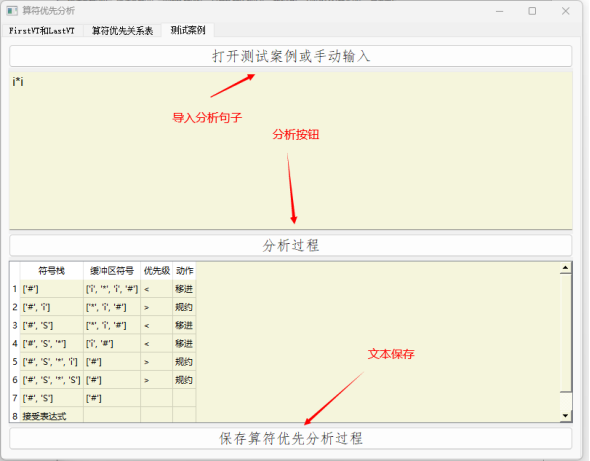 算符优先分析
FirstVT和LastVT 算符优先关系表 测试案例
打开测试案例或手动输入
i*i
导入分析句子
分析按钮
分析过程
符号栈 缓冲区符号 优先级 动作
1 ['#'] ['i', '*', 'i', '#'] < 移进
2 ['#', 'i'] ['*', 'i', '#'] > 规约
3 ['#', 'S'] ['*', 'i', '#'] < 移进
4 ['#', 'S', '*'] ['i', '#'] < 移进
5 ['#', 'S', '*', 'i'] ['#'] > 规约
6 ['#', 'S', '*', 'S'] ['#'] > 规约
7 ['#', 'S'] ['#']
8 接受表达式
文本保存
保存算符优先分析过程